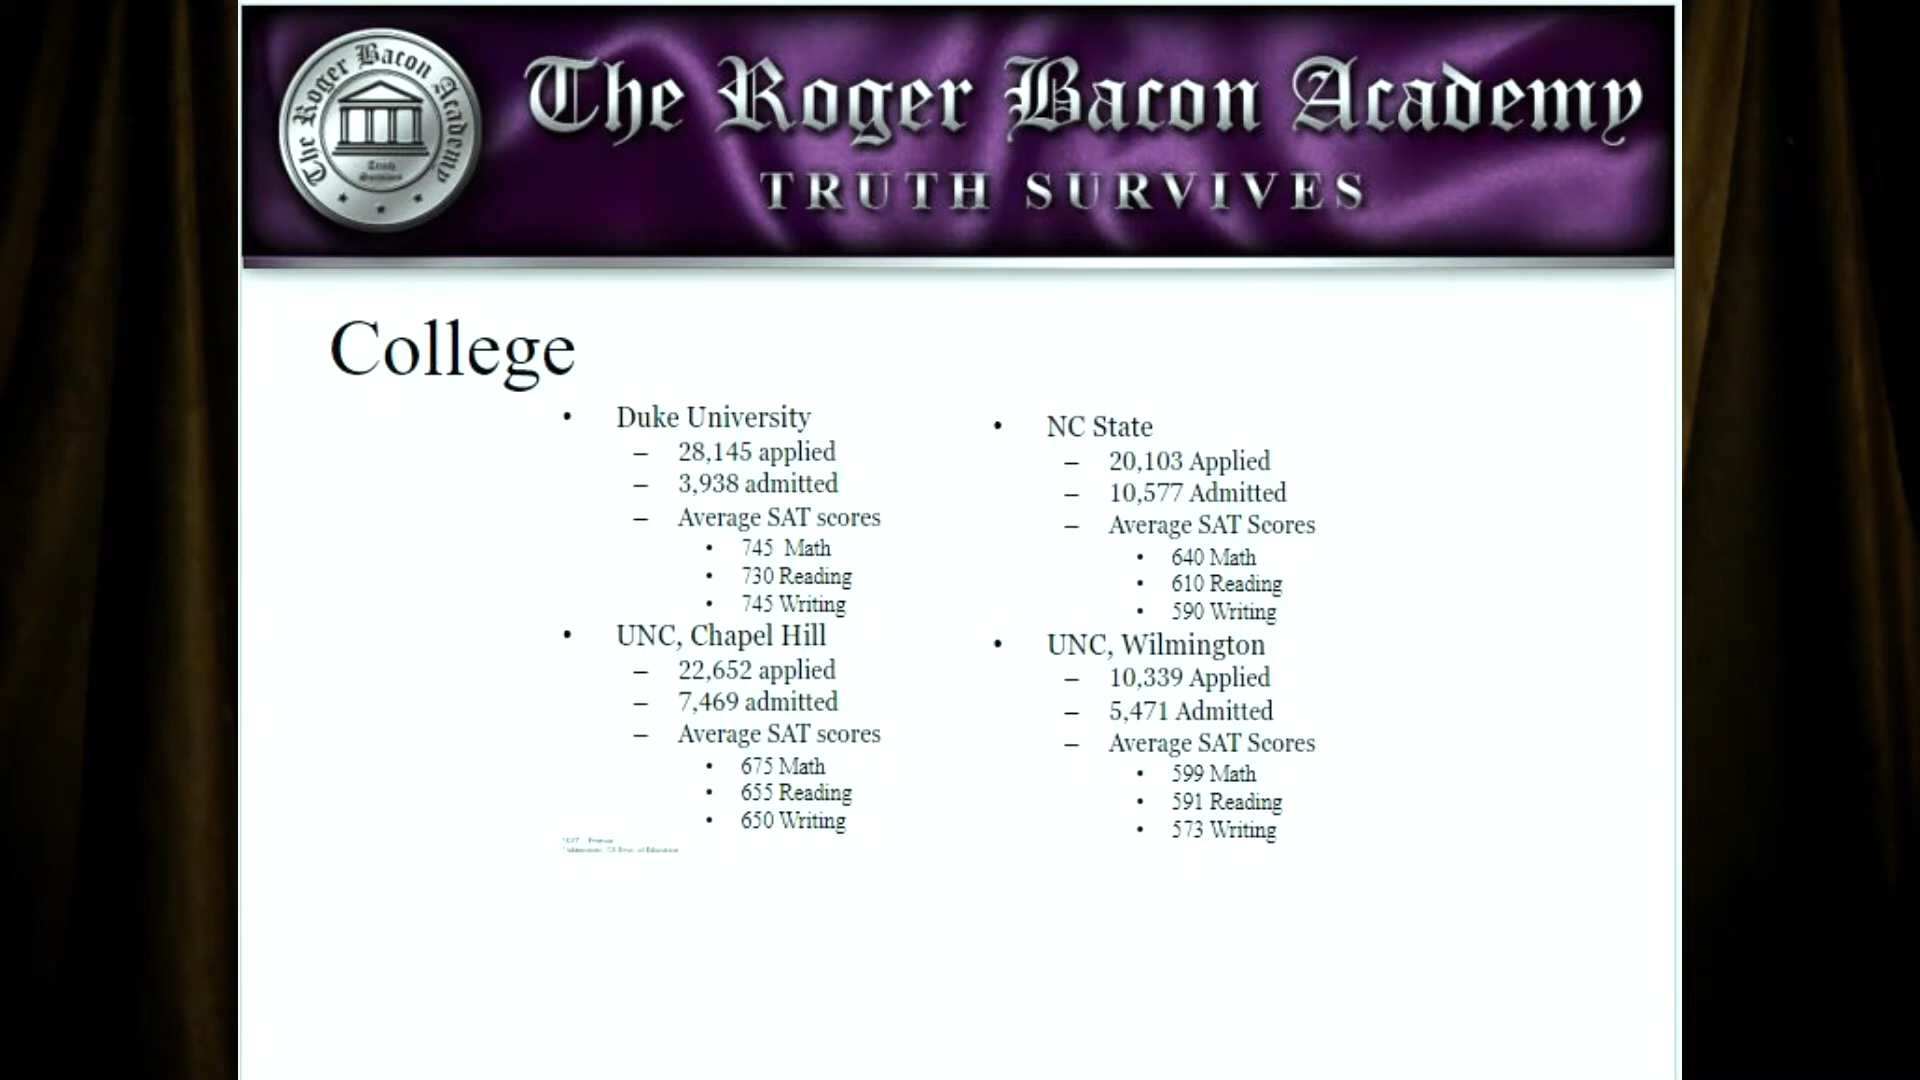 The Roger Bacon Academy
Truth
Survives
The Roger Bacon Academy
TRUTH SURVIVES
College
• Duke University
– 28,145 applied
– 3,938 admitted
– Average SAT scores
• 745 Math
• 730 Reading
• 745 Writing
• UNC, Chapel Hill
– 22,652 applied
– 7,469 admitted
– Average SAT scores
• 675 Math
• 655 Reading
• 650 Writing
• NC State
– 20,103 Applied
– 10,577 Admitted
– Average SAT Scores
• 640 Math
• 610 Reading
• 590 Writing
• UNC, Wilmington
– 10,339 Applied
– 5,471 Admitted
– Average SAT Scores
• 599 Math
• 591 Reading
• 573 Writing
of Education